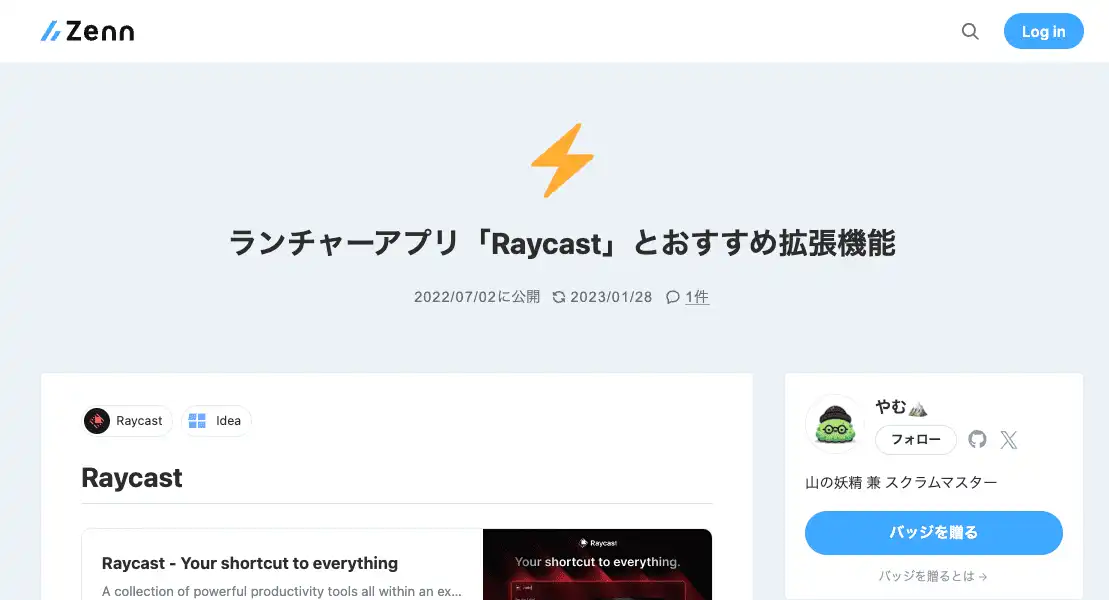 Zenn
Log in
ランチャーアプリ「Raycast」とおすすめ拡張機能
2022/07/02に公開 2023/01/28 1件
Raycast Idea
Raycast
Raycast - Your shortcut to everything
A collection of powerful productivity tools all within an ex...
Raycast
Your shortcut to everything.
やむ
フォロー
山の妖精 兼 スクラムマスター
バッジを贈る
バッジを贈るとは →